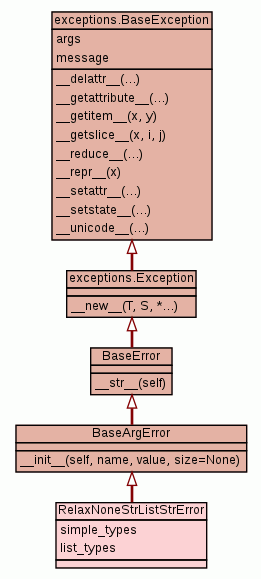 exceptions.BaseException
args
message
__delattr__(...)
__getattribute__(...)
__getitem__(x, y)
__getslice__(x, i, j)
__reduce__(...)
__repr__(x)
__setattr__(...)
__setstate__(...)
__unicode__(...)
exceptions.Exception
__new__(T, S, *...)
BaseError
__str__(self)
BaseArgError
__init__(self, name, value, size=None)
RelaxNoneStrListStrError
simple_types
list_types